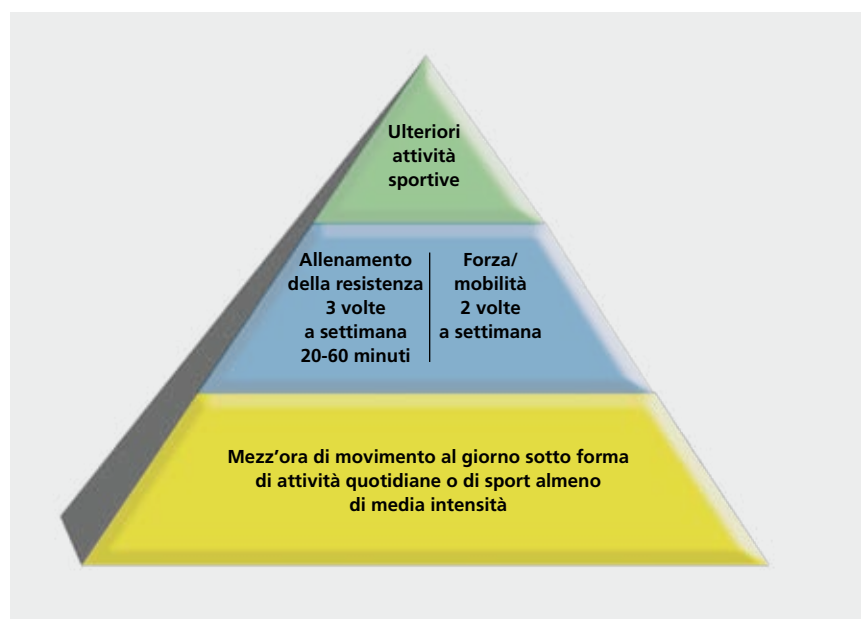 Ulteriori
attività
sportive
Allenamento
della resistenza
3 volte
a settimana
20-60 minuti
Forza/
mobilità
2 volte
a settimana
Mezz'ora di movimento al giorno sotto forma
di attività quotidiane o di sport almeno
di media intensità